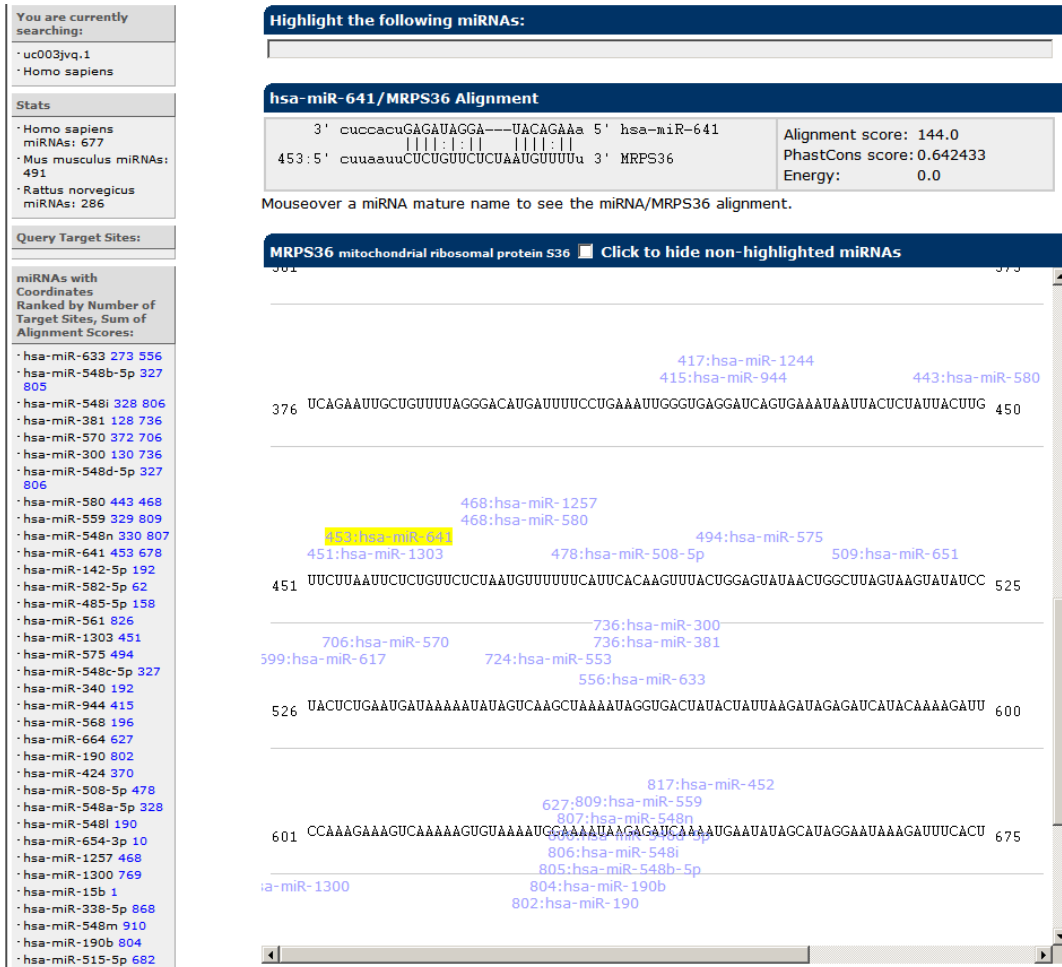 You are currently
searching:
· uc003jvq.1
· Homo sapiens
Stats
· Homo sapiens
miRNAs: 677
· Mus musculus miRNAs:
491
· Rattus norvegicus
miRNAs: 286
Query Target Sites:
miRNAs with
Coordinates
Ranked by Number of
Target Sites, Sum of
Alignment Scores:
· hsa-miR-633 273 556
· hsa-miR-548b-5p 327
805
· hsa-miR-548i 328 806
· hsa-miR-381 128 736
· hsa-miR-570 372 706
· hsa-miR-300 130 736
· hsa-miR-548d-5p 327
806
· hsa-miR-580 443 468
· hsa-miR-559 329 809
· hsa-miR-548n 330 807
· hsa-miR-641 453 678
· hsa-miR-142-5p 192
· hsa-miR-582-5p 62
· hsa-miR-485-5p 158
· hsa-miR-561 826
· hsa-miR-1303 451
· hsa-miR-575 494
· hsa-miR-548c-5p 327
· hsa-miR-340 192
· hsa-miR-944 415
· hsa-miR-568 196
· hsa-miR-664 627
· hsa-miR-190 802
· hsa-miR-424 370
· hsa-miR-508-5p 478
· hsa-miR-548a-5p 328
· hsa-miR-548l 190
· hsa-miR-654-3p 10
· hsa-miR-1257 468
· hsa-miR-1300 769
· hsa-miR-15b 1
· hsa-miR-338-5p 868
· hsa-miR-548m 910
· hsa-miR-190b 804
· hsa-miR-515-5p 682
Highlight the following miRNAs:
hsa-miR-641/MRPS36 Alignment
3' cuccacuGAGAUAGGA---UACAGAAa 5' hsa-miR-641
||||:|:|| ||||:||
453:5' cuuaauuCUCUGUUCUCUAAUGUUUUu 3' MRPS36
Alignment score: 144.0
PhastCons score: 0.642433
Energy: 0.0
Mouseover a miRNA mature name to see the miRNA/MRPS36 alignment.
MRPS36 mitochondrial ribosomal protein S36 Click to hide non-highlighted miRNAs
417:hsa-miR-1244
415:hsa-miR-944 443:hsa-miR-580
376 UCAGAAUUGCUGUUUUAGGGACAUGAUUUUCCUGAAAUUGGGUGAGGAUCAGUGAAAUAAUUACUCUAUUACUUG 450
468:hsa-miR-1257
468:hsa-miR-580
453:hsa-miR-641 494:hsa-miR-575
451:hsa-miR-1303 478:hsa-miR-508-5p 509:hsa-miR-651
451 UUCUUAAUUCUCUGUUCUCUAAUGUUUUUUCAUUCACAAGUUUACUGGAGUAUAACUGGCUUAGUAAGUAUAUCC 525
736:hsa-miR-300
706:hsa-miR-570 736:hsa-miR-381
599:hsa-miR-617 724:hsa-miR-553
556:hsa-miR-633
526 UACUCUGAAUGAUAAAAAUAUAGUCAAGCUAAAAUAGGUGACUAUACUAUUAAGAUAGAGAUCAUACAAAAGAUU 600
817:hsa-miR-452
627: 809:hsa-miR-559
807:hsa-miR-548n
601 CCAAAGAAAGUCAAAAAGUGUAAAAUGGAAAAUAAGAGAUCAAAAUGAAUAUAGCAUAGGAAUAAAGAUUUCACU 675
806:hsa-miR-548i
805:hsa-miR-548b-5p
sa-miR-1300 804:hsa-miR-190b
802:hsa-miR-190